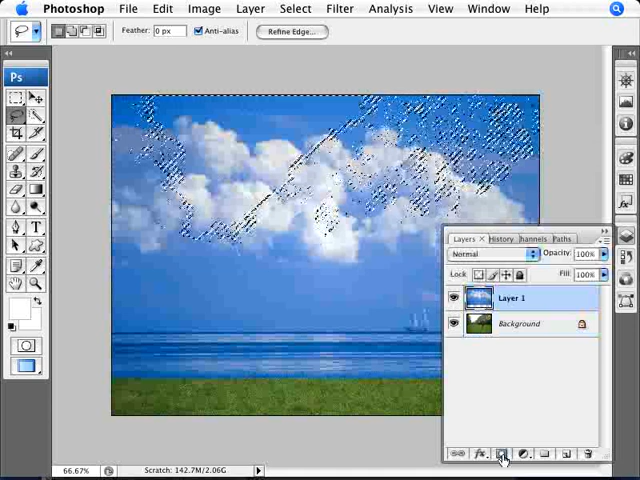 Photoshop File Edit Image Layer Select Filter Analysis View Window Help
Feather: 0 px Anti-alias Refine Edge...
Ps
Layers × History hannels Paths
Normal Opacity: 100%
Lock Fill: 100%
Layer 1
Background
fx
66.67% Scratch: 142.7M/2.06G